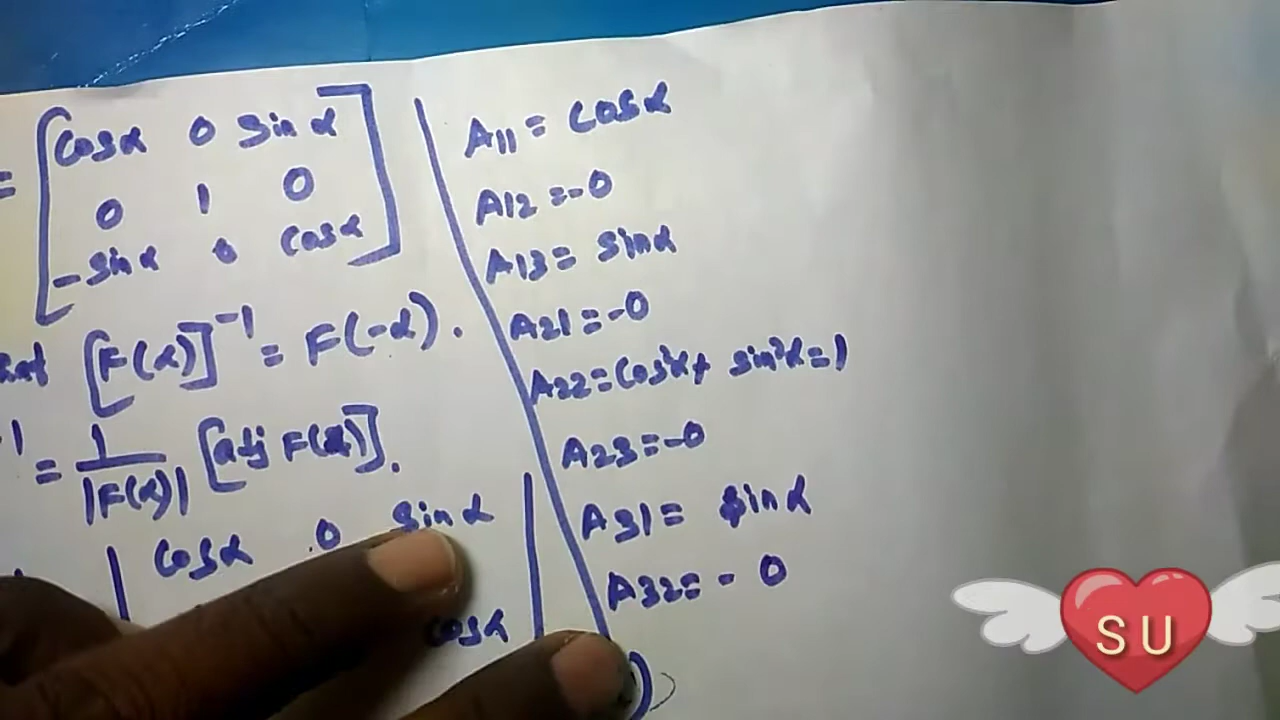 = [cosα 0 sinα
0 1 0
-sinα 0 cosα]
[F(α)]⁻¹ = F(-α).
⁻¹ = 1/|F(α)| [adj F(α)].
| cosα 0 sinα |
cosα
A11 = cosα
A12 = -0
A13 = sinα
A21 = -0
A22 = cos²α + sin²α = 1
A23 = -0
A31 = sinα
A32 = - 0
S U